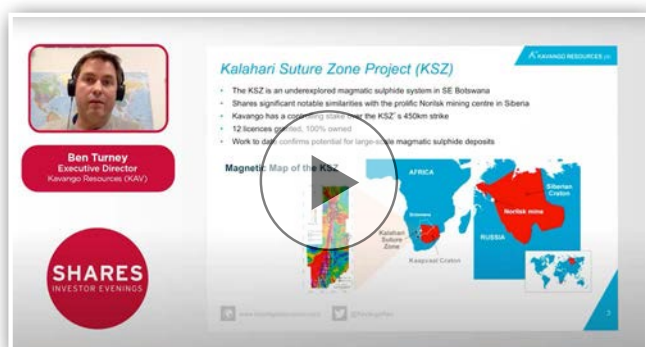 KAVANGO RESOURCES plc
Kalahari Suture Zone Project (KSZ)
• The KSZ is an underexplored magmatic sulphide system in SE Botswana
• Shares significant notable similarities with the prolific Norilsk mining centre in Siberia
• Kavango has a controlling stake over the KSZ's 450km strike
• 12 licences granted, 100% owned
• Work to date confirms potential for large-scale magmatic sulphide deposits
Ben Turney
Executive Director
Kavango Resources (KAV)
Magnetic Map of the KSZ
AFRICA
Botswana
Kalahari
Suture
Zone
Kaapvaal Craton
Siberian
Craton
Norilsk mine
RUSSIA
SHARES
INVESTOR EVENINGS
3